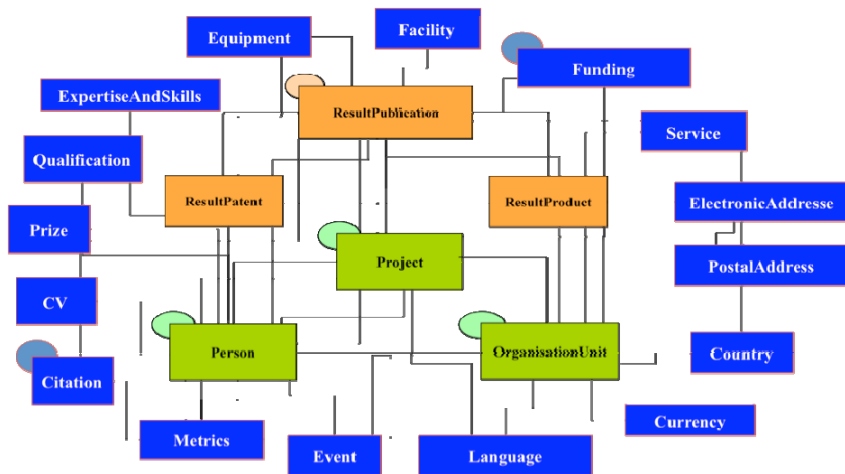 Equipment
Facility
Funding
ExpertiseAndSkills
ResultPublication
Service
Qualification
ResultPatent
ResultProduct
ElectronicAddresse
Prize
Project
PostalAddress
CV
Person
OrganisationUnit
Country
Citation
Currency
Metrics
Event
Language